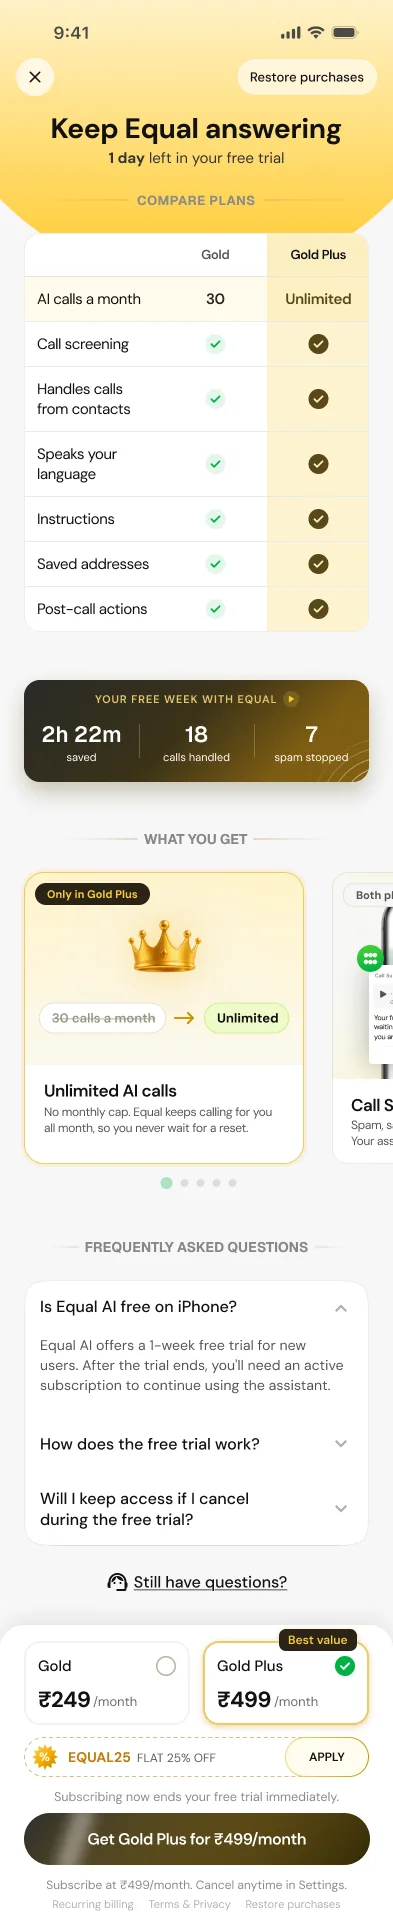 9:41
Restore purchases
Keep Equal answering
1 day left in your free trial
COMPARE PLANS
Gold Gold Plus
AI calls a month 30 Unlimited
Call screening
Handles calls
from contacts
Speaks your
language
Instructions
Saved addresses
Post-call actions
YOUR FREE WEEK WITH EQUAL
2h 22m 18 7
saved calls handled spam stopped
WHAT YOU GET
Only in Gold Plus
30 calls a month Unlimited
Unlimited AI calls
No monthly cap. Equal keeps calling for you
all month, so you never wait for a reset.
Both pl
Call Su
Your f
waitin
you ar
Call S
Spam, s
Your ass
FREQUENTLY ASKED QUESTIONS
Is Equal AI free on iPhone?
Equal AI offers a 1-week free trial for new
users. After the trial ends, you'll need an active
subscription to continue using the assistant.
How does the free trial work?
Will I keep access if I cancel
during the free trial?
Still have questions?
Best value
Gold Gold Plus
₹249 /month ₹499 /month
% EQUAL25 FLAT 25% OFF APPLY
Subscribing now ends your free trial immediately.
Get Gold Plus for ₹499/month
Subscribe at ₹499/month. Cancel anytime in Settings.
Recurring billing Terms & Privacy Restore purchases